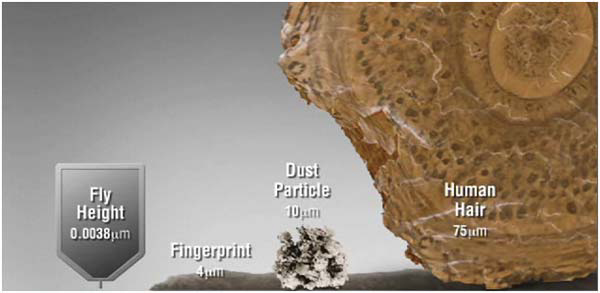 Fly
Height
0.0038µm
Fingerprint
4µm
Dust
Particle
10µm
Human
Hair
75µm